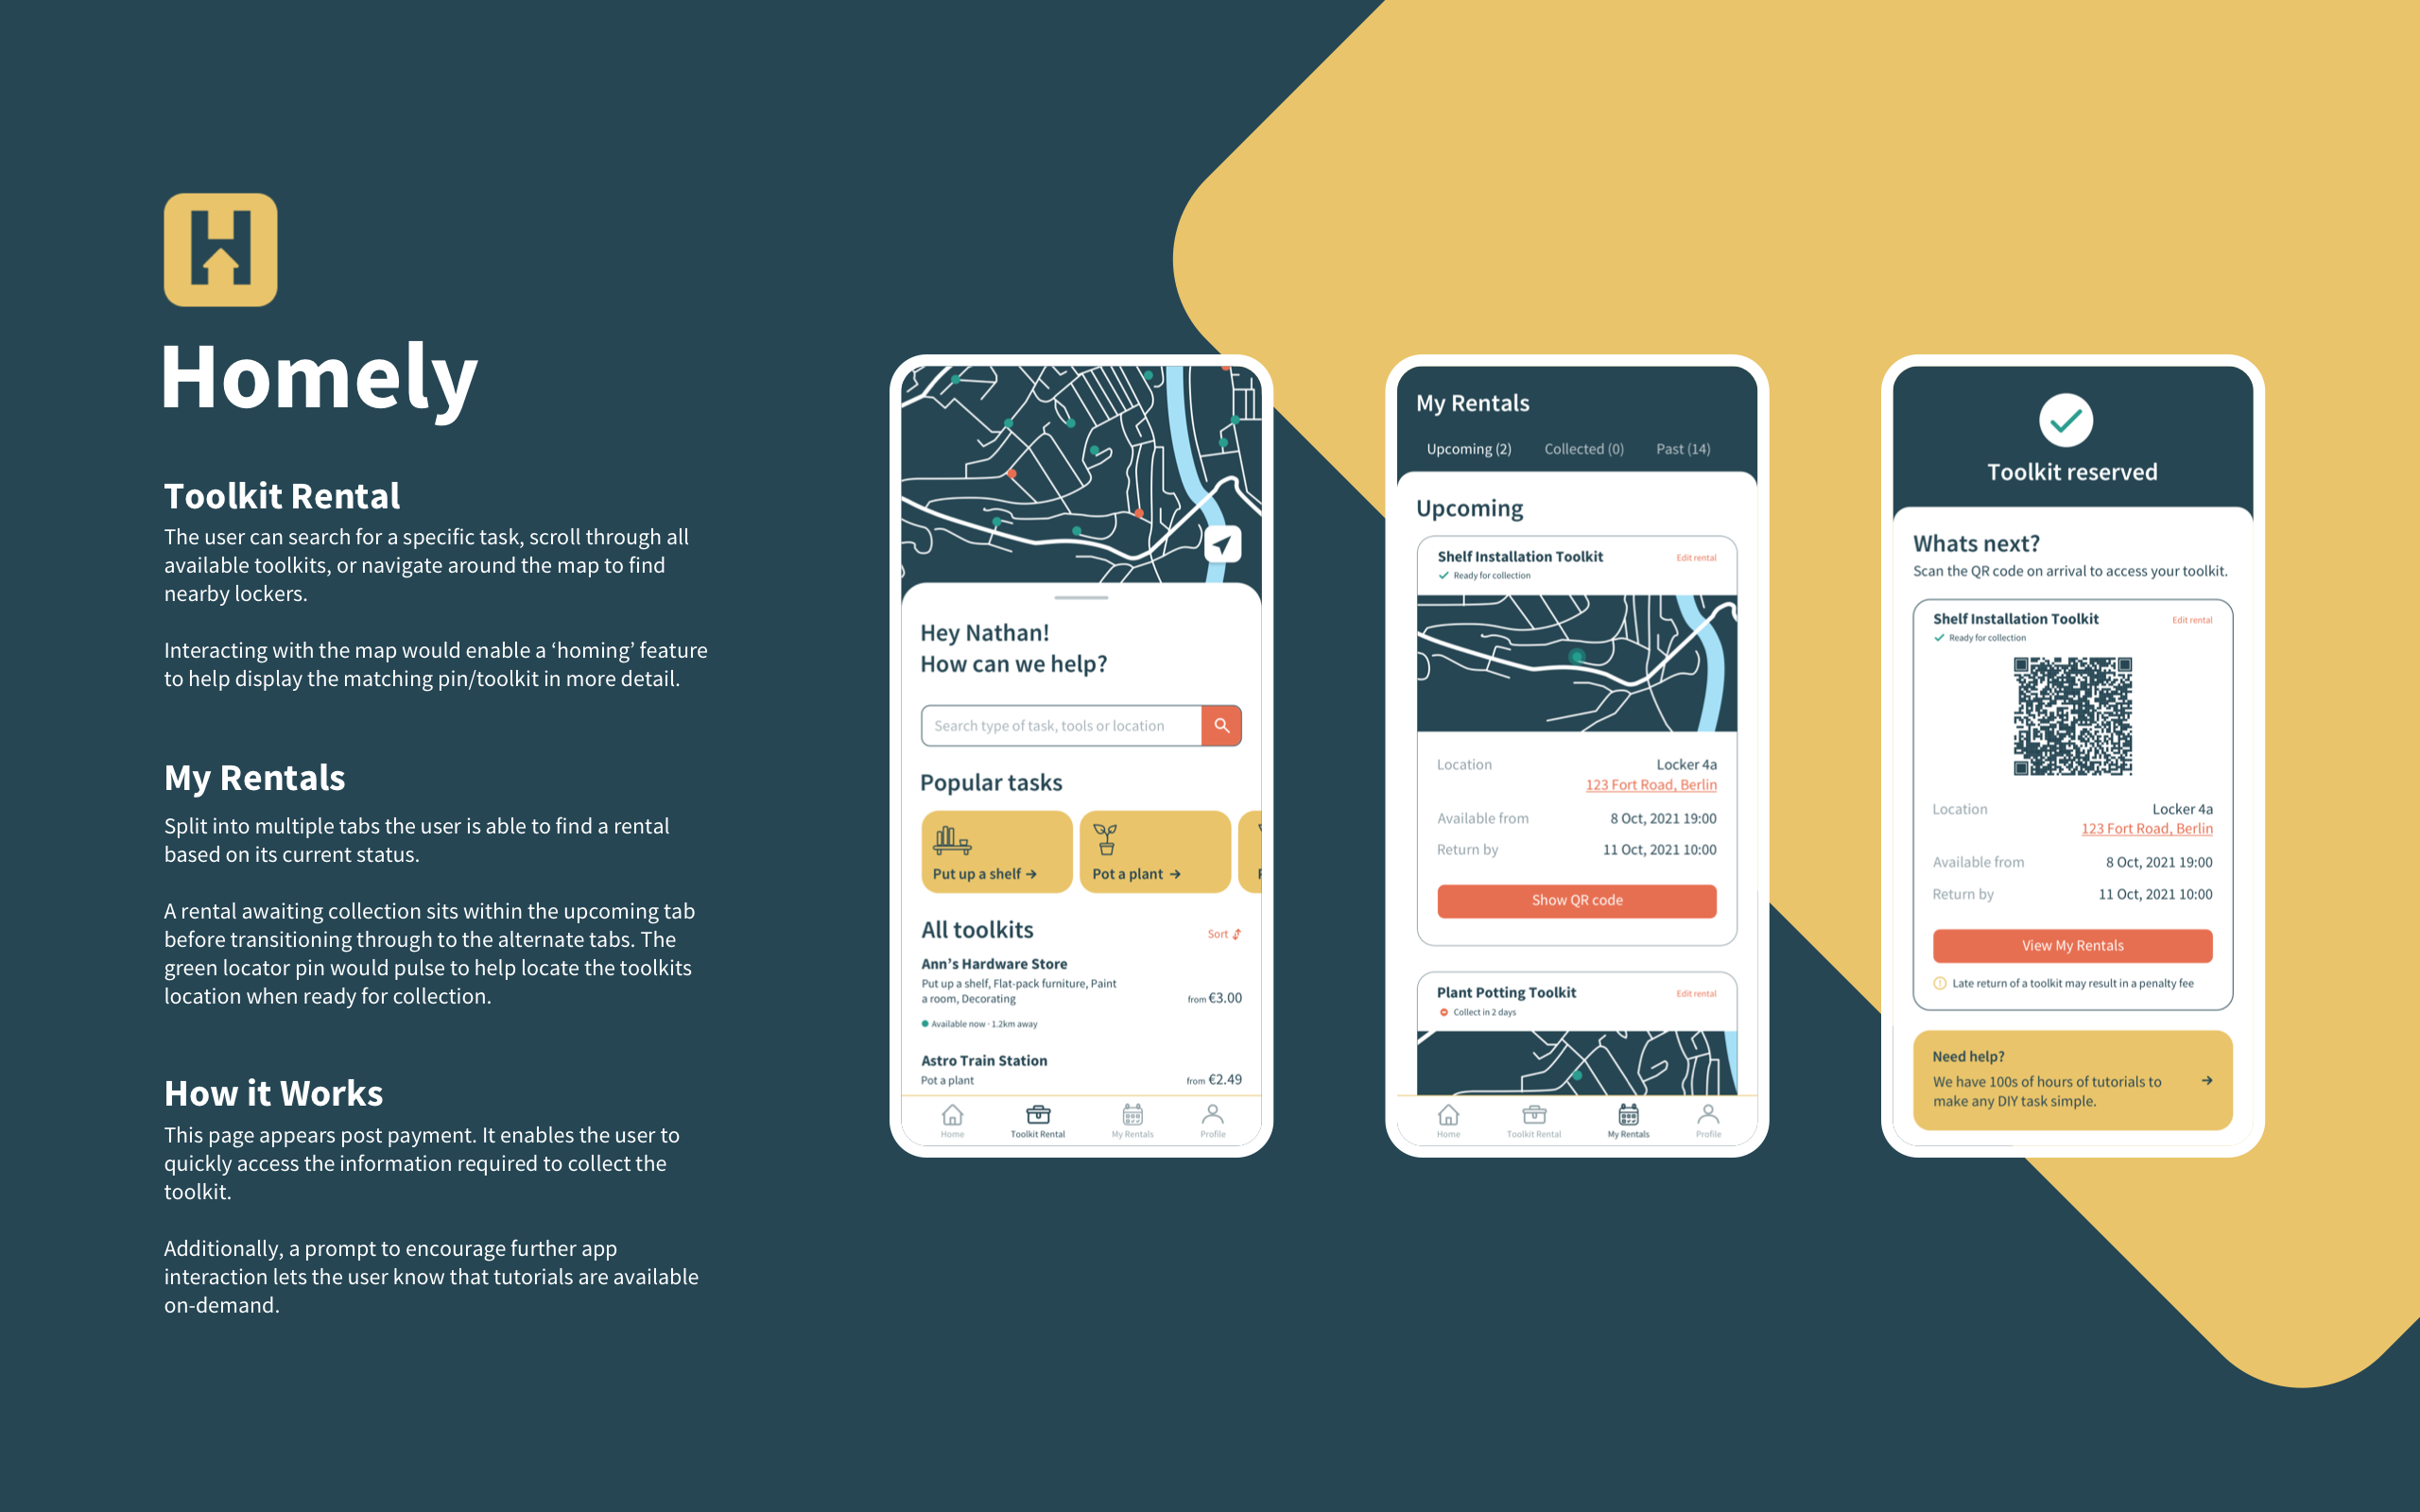 H
Homely
Toolkit Rental
The user can search for a specific task, scroll through all
available toolkits, or navigate around the map to find
nearby lockers.
Interacting with the map would enable a ‘homing’ feature
to help display the matching pin/toolkit in more detail.
My Rentals
Split into multiple tabs the user is able to find a rental
based on its current status.
A rental awaiting collection sits within the upcoming tab
before transitioning through to the alternate tabs. The
green locator pin would pulse to help locate the toolkits
location when ready for collection.
How it Works
This page appears post payment. It enables the user to
quickly access the information required to collect the
toolkit.
Additionally, a prompt to encourage further app
interaction lets the user know that tutorials are available
on-demand.
Hey Nathan!
How can we help?
Search type of task, tools or location
Popular tasks
Put up a shelf →
Pot a plant →
All toolkits
Sort
Ann’s Hardware Store
Put up a shelf, Flat-pack furniture, Paint
a room, Decorating
from €3.00
Available now · 1.2km away
Astro Train Station
Pot a plant
from €2.49
Home
Toolkit Rental
My Rentals
Profile
My Rentals
Upcoming (2)
Collected (0)
Past (14)
Upcoming
Shelf Installation Toolkit
Edit rental
Ready for collection
Location
Locker 4a
123 Fort Road, Berlin
Available from
8 Oct, 2021 19:00
Return by
11 Oct, 2021 10:00
Show QR code
Plant Potting Toolkit
Edit rental
Collect in 2 days
Home
Toolkit Rental
My Rentals
Profile
Toolkit reserved
Whats next?
Scan the QR code on arrival to access your toolkit.
Shelf Installation Toolkit
Edit rental
Ready for collection
Location
Locker 4a
123 Fort Road, Berlin
Available from
8 Oct, 2021 19:00
Return by
11 Oct, 2021 10:00
View My Rentals
Late return of a toolkit may result in a penalty fee
Need help?
We have 100s of hours of tutorials to
make any DIY task simple.